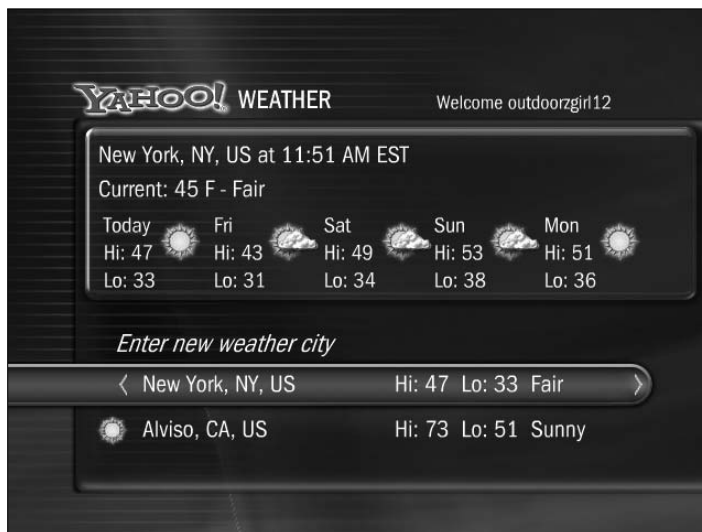 YAHOO! WEATHER Welcome outdoorzgirl12
New York, NY, US at 11:51 AM EST
Current: 45 F - Fair
Today Fri Sat Sun Mon
Hi: 47 Hi: 43 Hi: 49 Hi: 53 Hi: 51
Lo: 33 Lo: 31 Lo: 34 Lo: 38 Lo: 36
Enter new weather city
New York, NY, US Hi: 47 Lo: 33 Fair
Alviso, CA, US Hi: 73 Lo: 51 Sunny